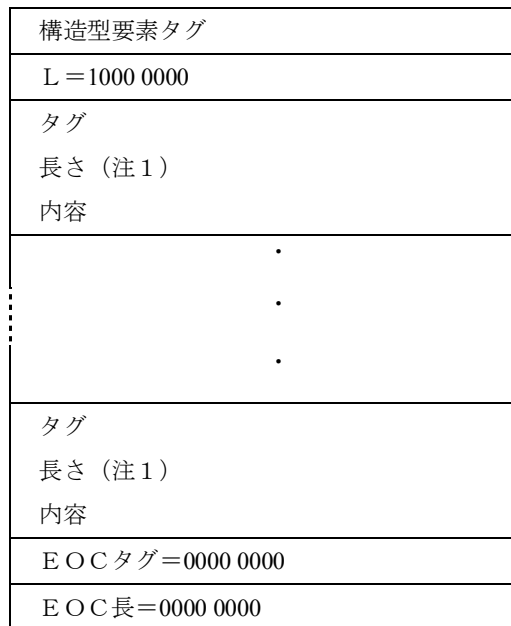 構造型要素タグ
Ｌ＝1000 0000
タグ
長さ（注１）
内容
・
・
・
タグ
長さ（注１）
内容
ＥＯＣタグ＝0000 0000
ＥＯＣ長＝0000 0000